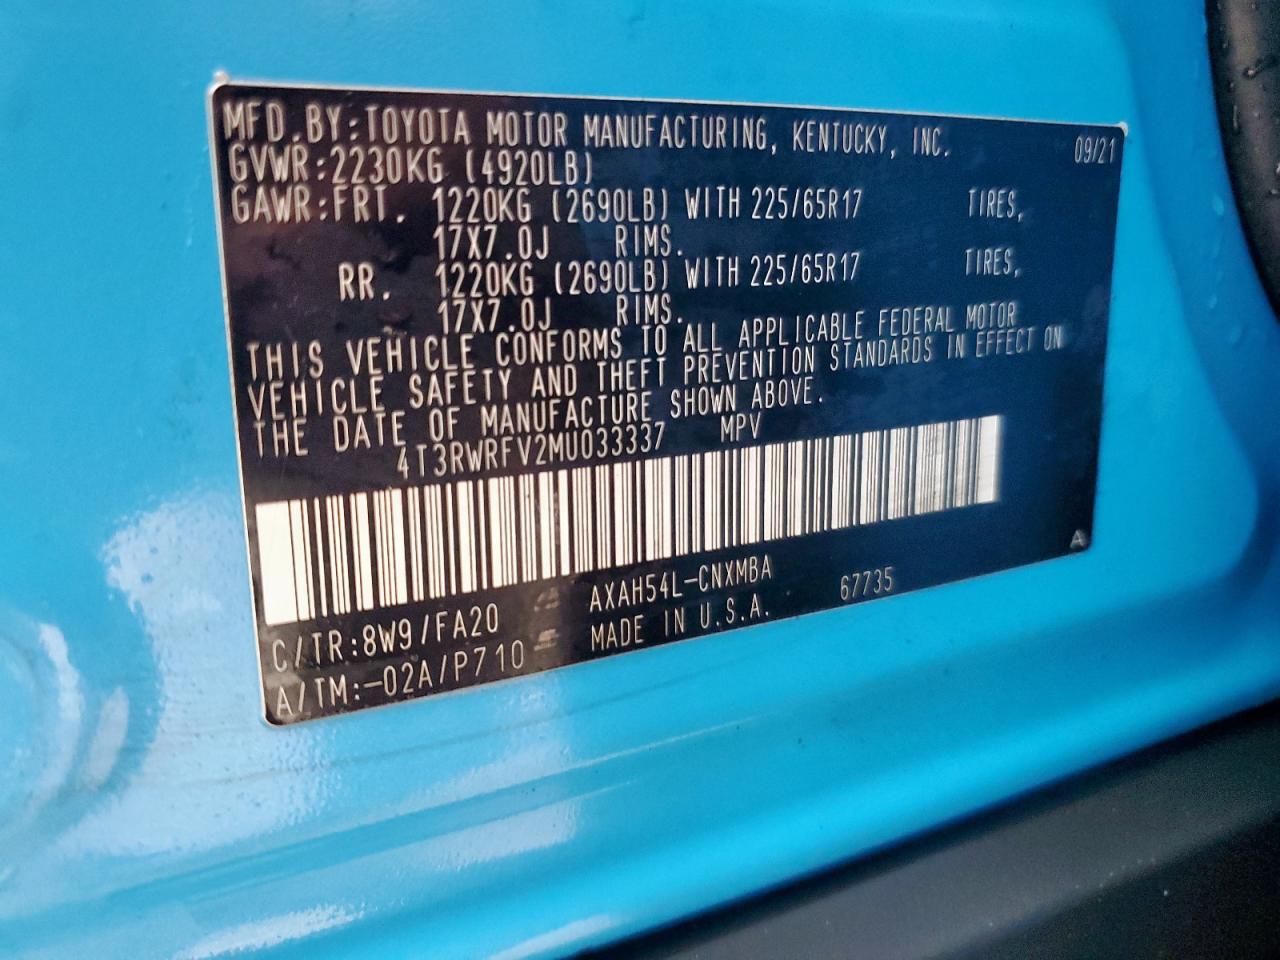 MFD.BY:TOYOTA MOTOR MANUFACTURING, KENTUCKY, INC. 09/21
GVWR:2230KG (4920LB)
GAWR:FRT. 1220KG (2690LB) WITH 225/65R17 TIRES,
17X7.0J RIMS.
RR. 1220KG (2690LB) WITH 225/65R17 TIRES,
17X7.0J RIMS.
THIS VEHICLE CONFORMS TO ALL APPLICABLE FEDERAL MOTOR
VEHICLE SAFETY AND THEFT PREVENTION STANDARDS IN EFFECT ON
THE DATE OF MANUFACTURE SHOWN ABOVE.
4T3RWRFV2MU033337 MPV
A
C/TR:8W9/FA20 AXAH54L-CNXMBA
A/TM:-02A/P710 MADE IN U.S.A. 67735